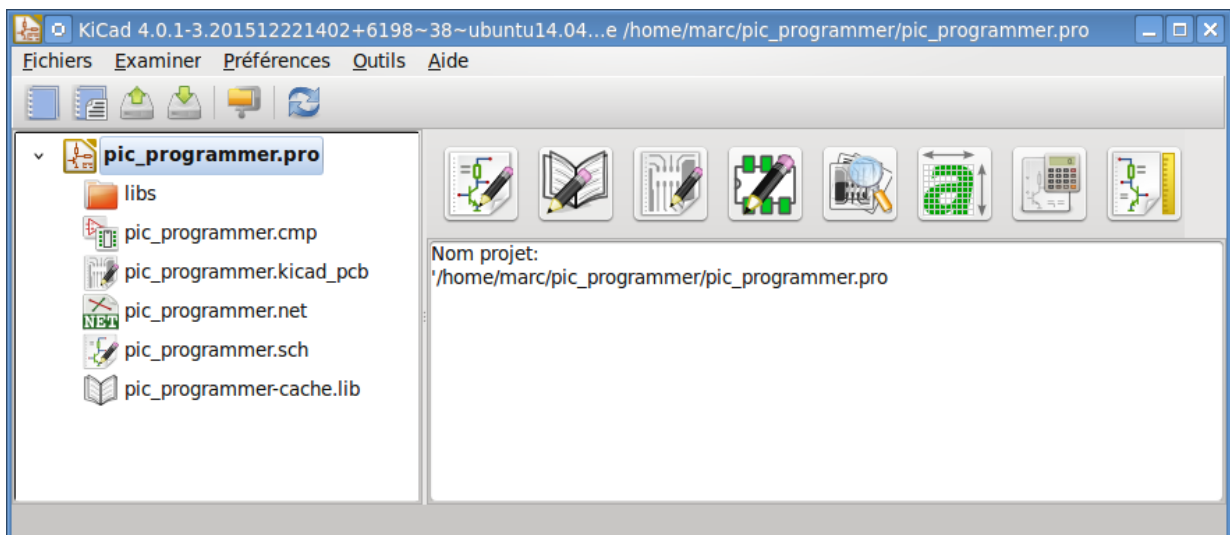 KiCad 4.0.1-3.201512221402+6198~38~ubuntu14.04...e /home/marc/pic_programmer/pic_programmer.pro
Fichiers Examiner Préférences Outils Aide
pic_programmer.pro
libs
pic_programmer.cmp
pic_programmer.kicad_pcb
NET pic_programmer.net
pic_programmer.sch
pic_programmer-cache.lib
a
Nom projet:
'/home/marc/pic_programmer/pic_programmer.pro